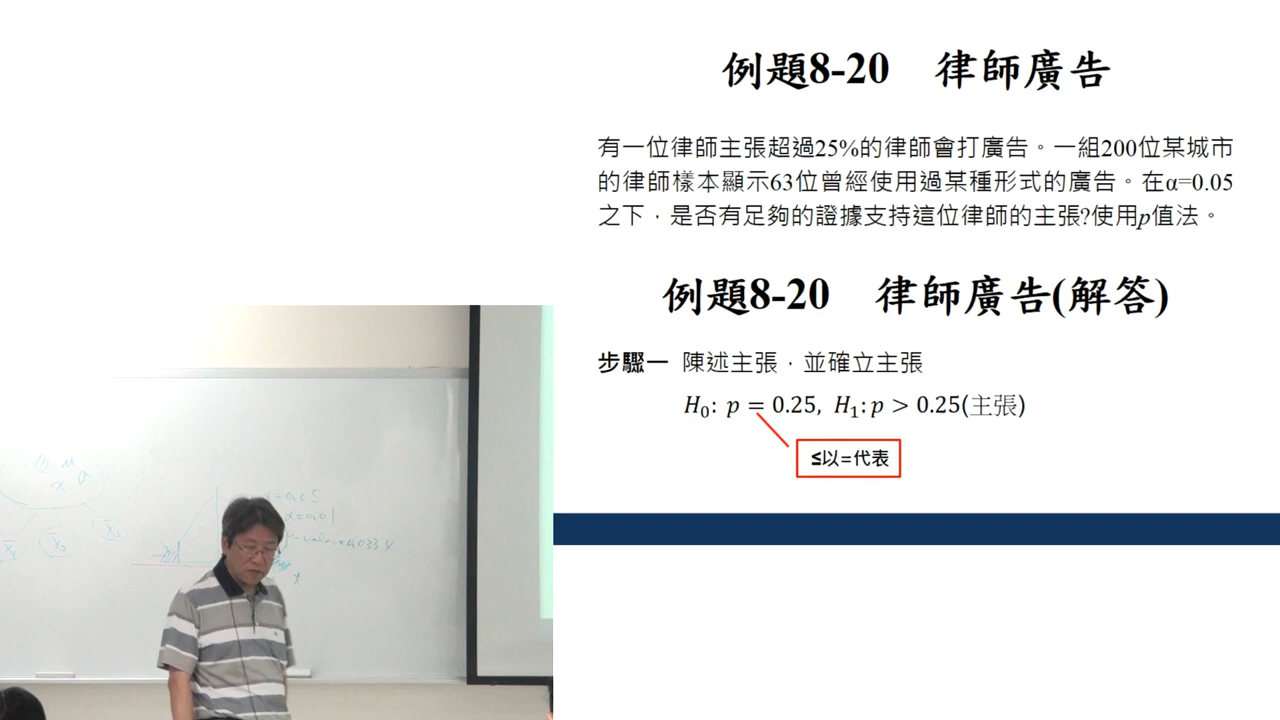 例題8-20 律師廣告
有一位律師主張超過25%的律師會打廣告。一組200位某城市
的律師樣本顯示63位曾經使用過某種形式的廣告。在α=0.05
之下，是否有足夠的證據支持這位律師的主張?使用p值法。
例題8-20 律師廣告(解答)
步驟一 陳述主張，並確立主張
H₀: p = 0.25, H₁: p > 0.25(主張)
≤以=代表